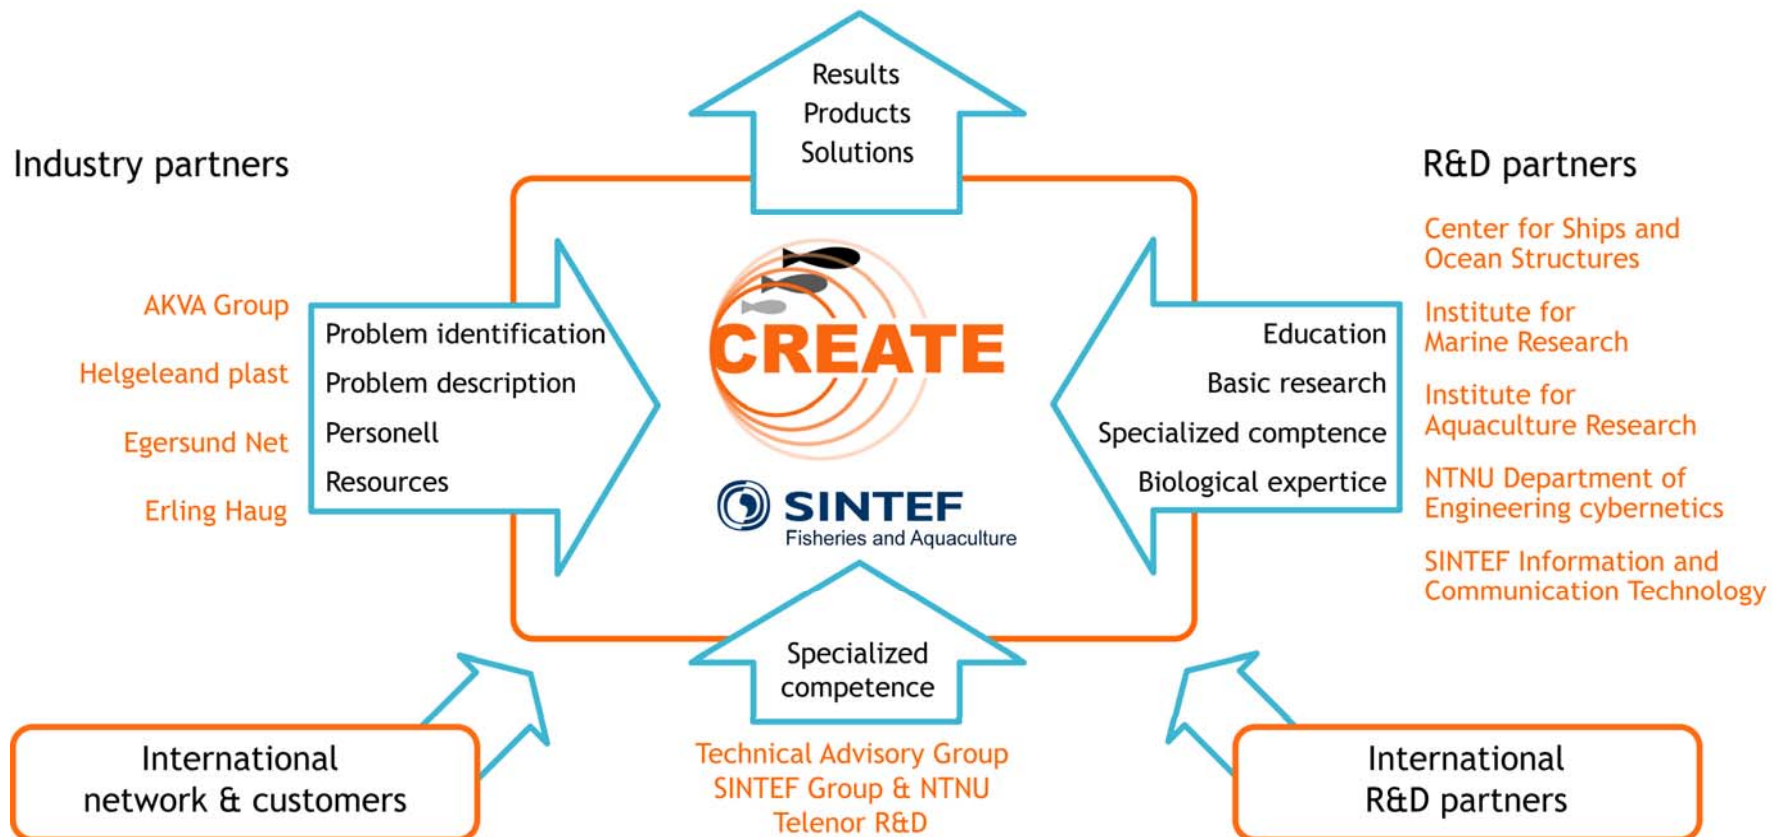 Results
Products
Solutions
Industry partners
AKVA Group
Helgeleand plast
Egersund Net
Erling Haug
Problem identification
Problem description
Personell
Resources
CREATE
SINTEF
Fisheries and Aquaculture
Education
Basic research
Specialized comptence
Biological expertice
R&D partners
Center for Ships and
Ocean Structures
Institute for
Marine Research
Institute for
Aquaculture Research
NTNU Department of
Engineering cybernetics
SINTEF Information and
Communication Technology
Specialized
competence
Technical Advisory Group
SINTEF Group & NTNU
Telenor R&D
International
network & customers
International
R&D partners